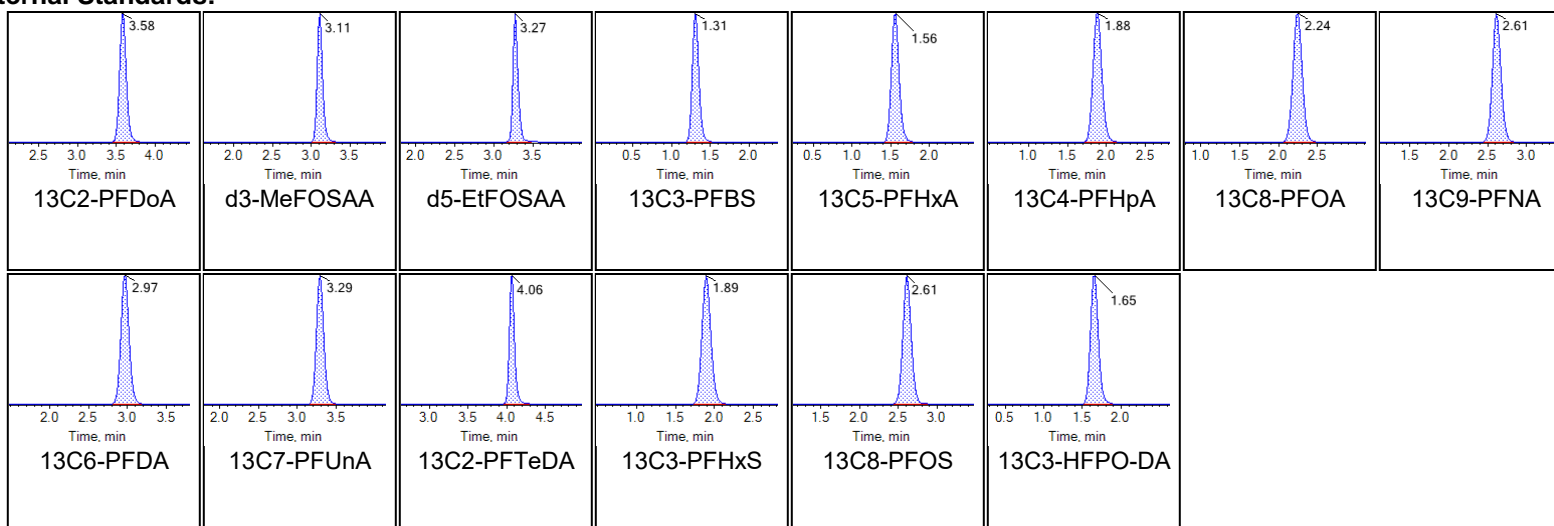 ternal Standards:
3.58 3.11 3.27 1.31 1.56 1.88 2.24 2.61
2.5 3.0 3.5 4.0 2.0 2.5 3.0 3.5 2.0 2.5 3.0 3.5 0.5 1.0 1.5 2.0 0.5 1.0 1.5 2.0 1.0 1.5 2.0 2.5 1.0 1.5 2.0 2.5 1.5 2.0 2.5 3.0
Time, min Time, min Time, min Time, min Time, min Time, min Time, min Time, min
13C2-PFDoA d3-MeFOSAA d5-EtFOSAA 13C3-PFBS 13C5-PFHxA 13C4-PFHpA 13C8-PFOA 13C9-PFNA
2.97 3.29 4.06 1.89 2.61 1.65
2.0 2.5 3.0 3.5 2.0 2.5 3.0 3.5 3.0 3.5 4.0 4.5 1.0 1.5 2.0 2.5 1.5 2.0 2.5 3.0 0.5 1.0 1.5 2.0
Time, min Time, min Time, min Time, min Time, min Time, min
13C6-PFDA 13C7-PFUnA 13C2-PFTeDA 13C3-PFHxS 13C8-PFOS 13C3-HFPO-DA